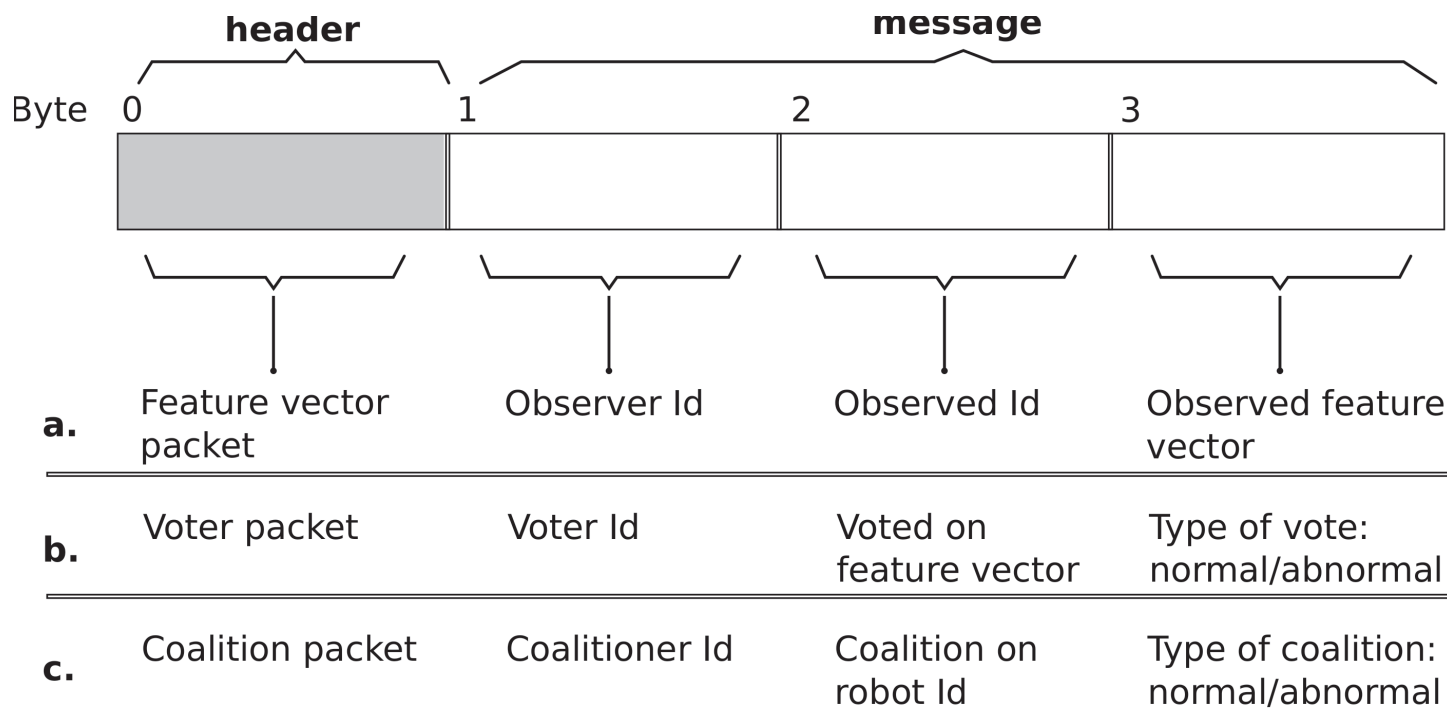 header message
Byte 0 1 2 3
Feature vector Observer Id Observed Id Observed feature
a.
packet vector
Voter packet Voter Id Voted on Type of vote:
b.
feature vector normal/abnormal
Coalition packet Coalitioner Id Coalition on Type of coalition:
c.
robot Id normal/abnormal